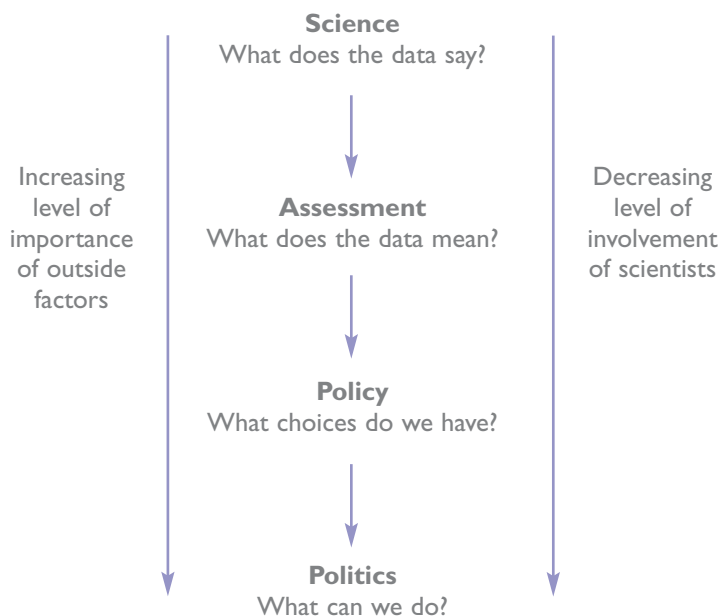 Science
What does the data say?
Increasing
level of
importance
of outside
factors
Assessment
What does the data mean?
Decreasing
level of
involvement
of scientists
Policy
What choices do we have?
Politics
What can we do?